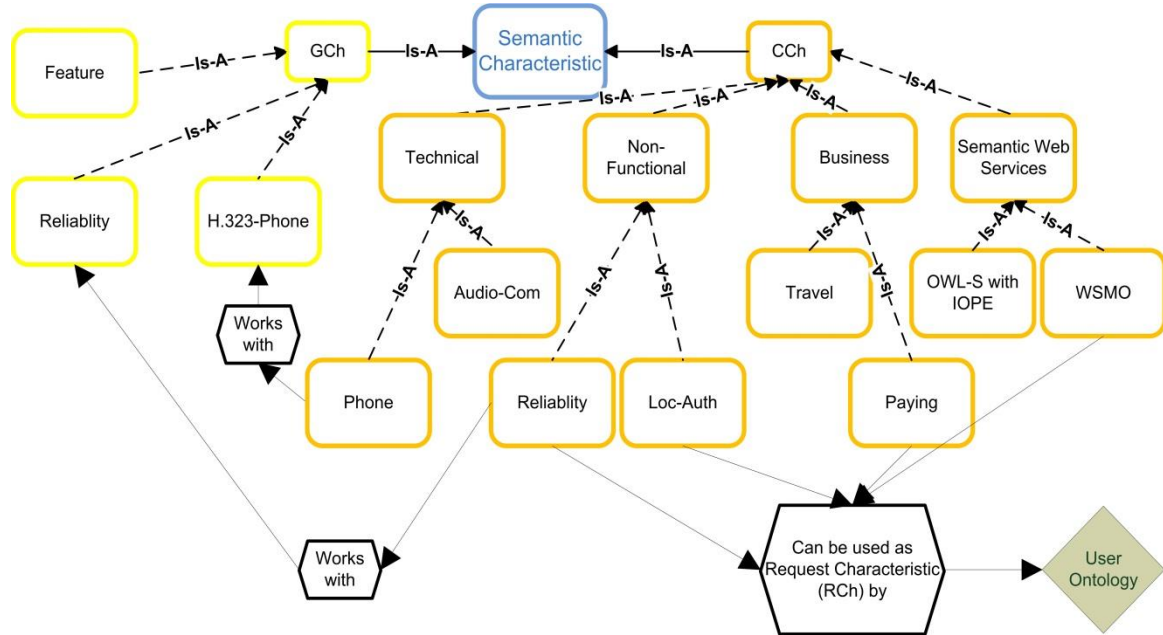 Feature
Is-A
GCh
Is-A
Semantic
Characteristic
Is-A
CCh
Is-A
Is-A
Is-A
Is-A
Is-A
Is-A
Reliablity
H.323-Phone
Technical
Non-
Functional
Business
Semantic Web
Services
Is-A
Is-A
Is-A
Is-A
Is-A
Is-A
Is-A
Is-A
Audio-Com
Travel
OWL-S with
IOPE
WSMO
Works
with
Phone
Reliablity
Loc-Auth
Paying
Works
with
Can be used as
Request Characteristic
(RCh) by
User
Ontology